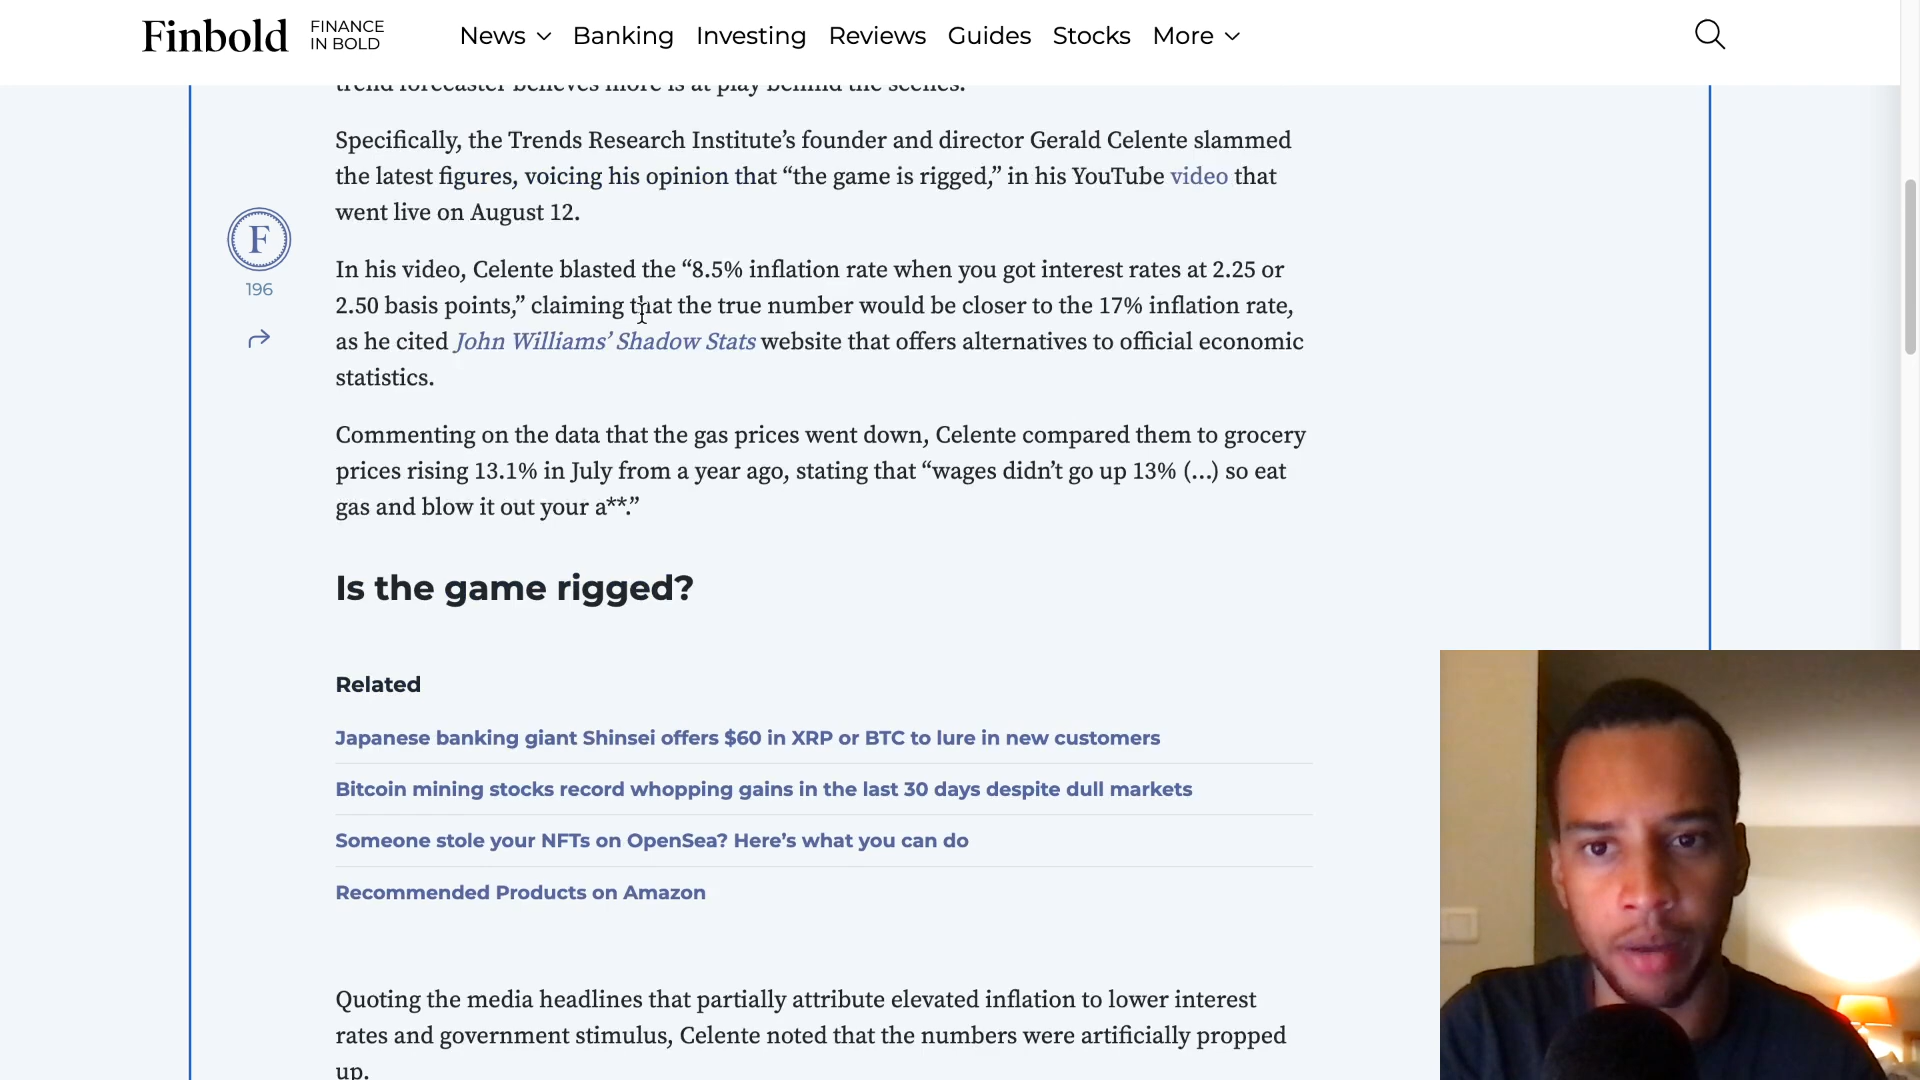 Finbold FINANCE IN BOLD News Banking Investing Reviews Guides Stocks More
trend forecaster believes more is at play behind the scenes.
Specifically, the Trends Research Institute’s founder and director Gerald Celente slammed
the latest figures, voicing his opinion that “the game is rigged,” in his YouTube video that
went live on August 12.
F
196
In his video, Celente blasted the “8.5% inflation rate when you got interest rates at 2.25 or
2.50 basis points,” claiming that the true number would be closer to the 17% inflation rate,
as he cited John Williams’ Shadow Stats website that offers alternatives to official economic
statistics.
Commenting on the data that the gas prices went down, Celente compared them to grocery
prices rising 13.1% in July from a year ago, stating that “wages didn’t go up 13% (…) so eat
gas and blow it out your a**.”
Is the game rigged?
Related
Japanese banking giant Shinsei offers $60 in XRP or BTC to lure in new customers
Bitcoin mining stocks record whopping gains in the last 30 days despite dull markets
Someone stole your NFTs on OpenSea? Here’s what you can do
Recommended Products on Amazon
Quoting the media headlines that partially attribute elevated inflation to lower interest
rates and government stimulus, Celente noted that the numbers were artificially propped
up.